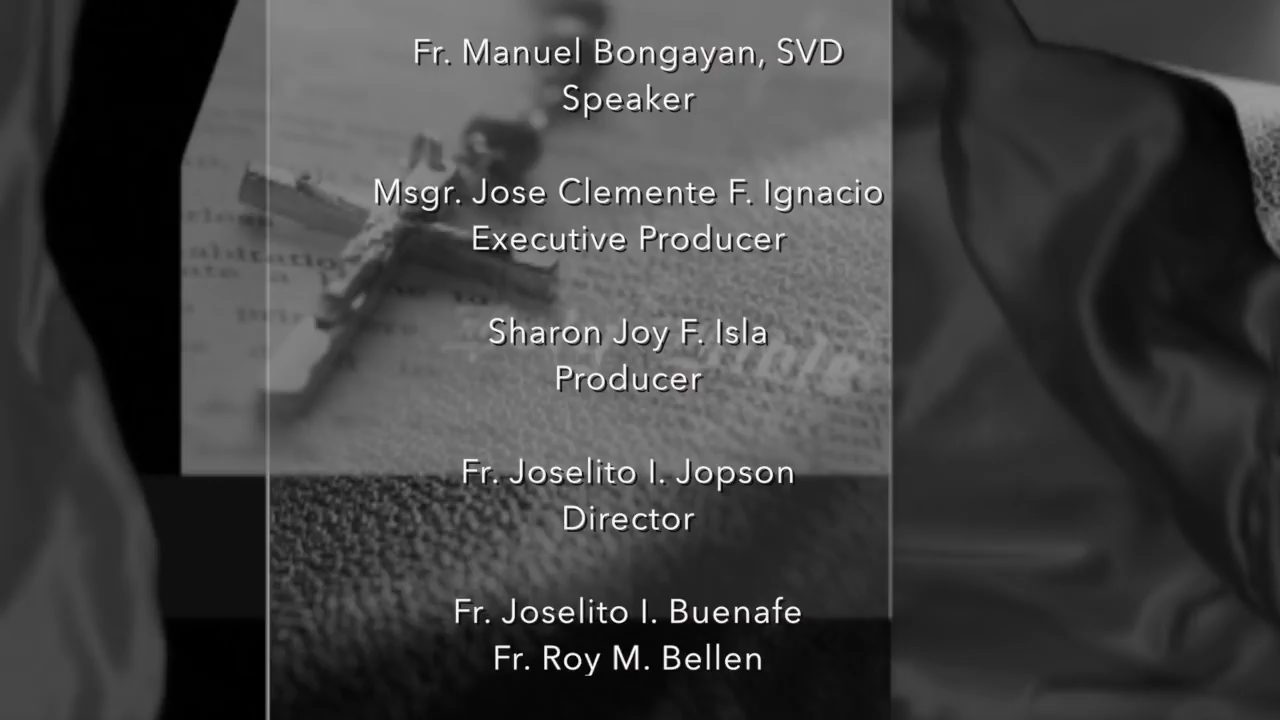 Fr. Manuel Bongayan, SVD
Speaker
Msgr. Jose Clemente F. Ignacio
Executive Producer
Sharon Joy F. Isla
Producer
Fr. Joselito I. Jopson
Director
Fr. Joselito I. Buenafe
Fr. Roy M. Bellen